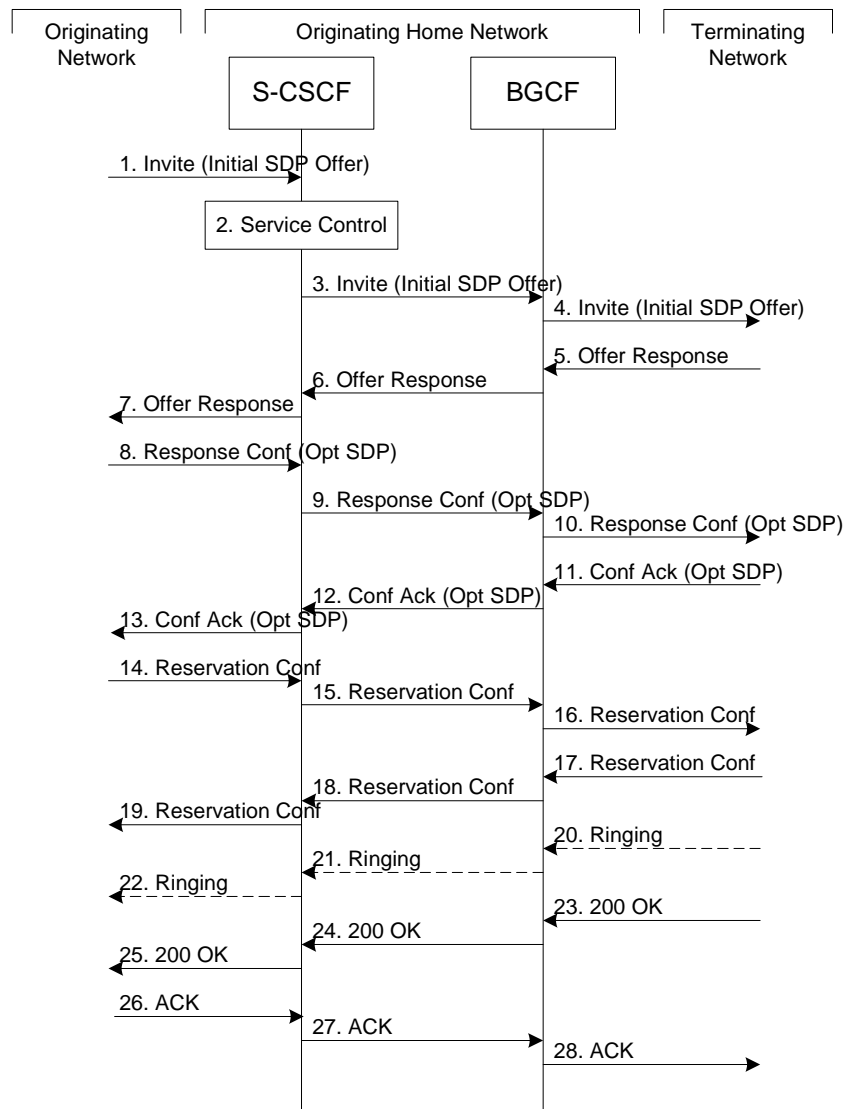 Originating
Network
Originating Home Network
Terminating
Network
S-CSCF
BGCF
1. Invite (Initial SDP Offer)
2. Service Control
3. Invite (Initial SDP Offer)
4. Invite (Initial SDP Offer)
5. Offer Response
6. Offer Response
7. Offer Response
8. Response Conf (Opt SDP)
9. Response Conf (Opt SDP)
10. Response Conf (Opt SDP)
11. Conf Ack (Opt SDP)
12. Conf Ack (Opt SDP)
13. Conf Ack (Opt SDP)
14. Reservation Conf
15. Reservation Conf
16. Reservation Conf
17. Reservation Conf
18. Reservation Conf
19. Reservation Conf
20. Ringing
21. Ringing
22. Ringing
23. 200 OK
24. 200 OK
25. 200 OK
26. ACK
27. ACK
28. ACK